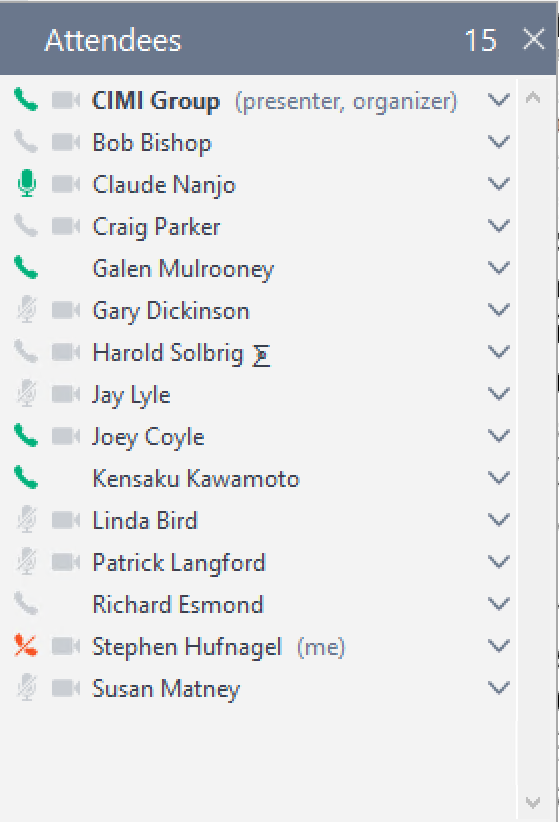 Attendees 15
CIMI Group (presenter, organizer)
Bob Bishop
Claude Nanjo
Craig Parker
Galen Mulrooney
Gary Dickinson
Harold Solbrig
Jay Lyle
Joey Coyle
Kensaku Kawamoto
Linda Bird
Patrick Langford
Richard Esmond
Stephen Hufnagel (me)
Susan Matney